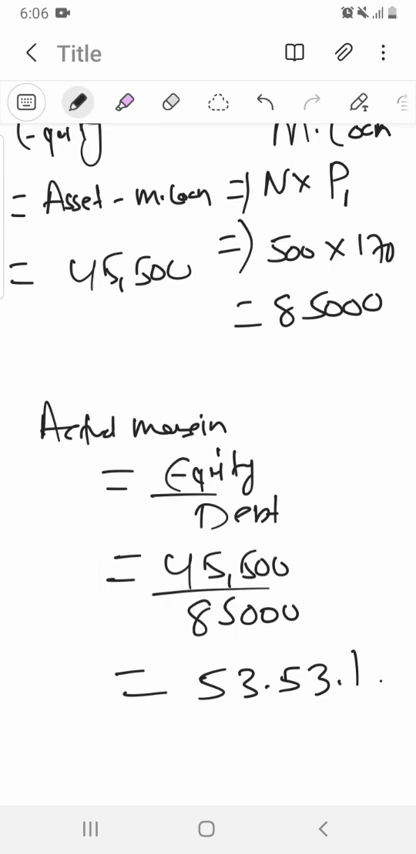 6:06
Title
Equity M.Loan
= Asset - M.Loan => N x P1
= 45,500 => 500 x 170
= 85000
Actual margin
= Equity
Debt
= 45,500
85000
= 53.53%